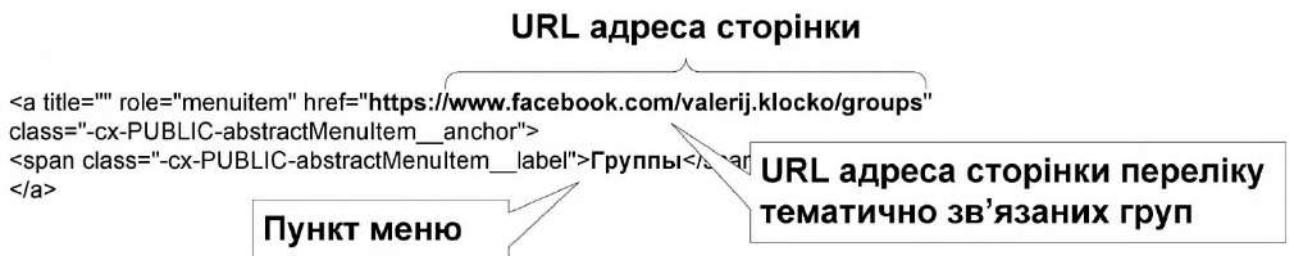 URL адреса сторінки
<a title="" role="menuitem" href="https://www.facebook.com/valerij.klocko/groups"
class="-cx-PUBLIC-abstractMenuItem__anchor">
<span class="-cx-PUBLIC-abstractMenuItem__label">Группы</span
</a>
URL адреса сторінки переліку
тематично зв’язаних груп
Пункт меню